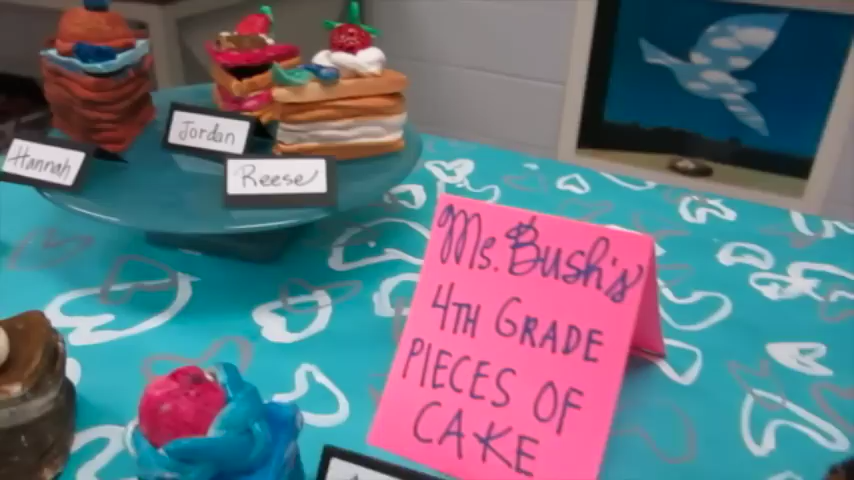 Hannah
Jordan
Reese
Ms. Bush's
4TH GRADE
PIECES OF
CAKE